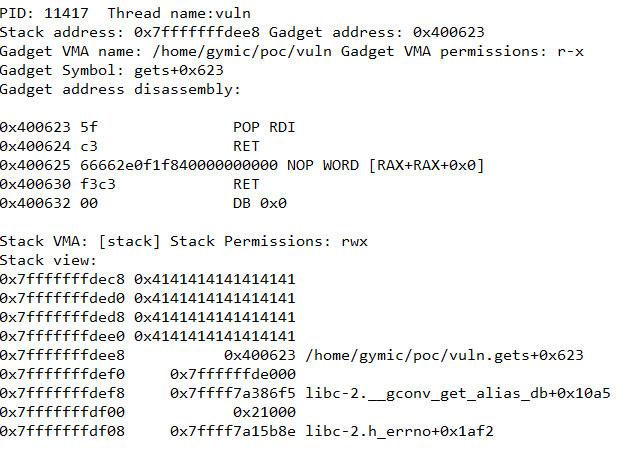 PID: 11417  Thread name:vuln
Stack address: 0x7fffffffdee8 Gadget address: 0x400623
Gadget VMA name: /home/gymic/poc/vuln Gadget VMA permissions: r-x
Gadget Symbol: gets+0x623
Gadget address disassembly:

0x400623 5f               POP RDI
0x400624 c3               RET
0x400625 66662e0f1f840000000000 NOP WORD [RAX+RAX+0x0]
0x400630 f3c3             RET
0x400632 00               DB 0x0

Stack VMA: [stack] Stack Permissions: rwx
Stack view:
0x7fffffffdec8 0x4141414141414141
0x7fffffffded0 0x4141414141414141
0x7fffffffded8 0x4141414141414141
0x7fffffffdee0 0x4141414141414141
0x7fffffffdee8           0x400623 /home/gymic/poc/vuln.gets+0x623
0x7fffffffdef0     0x7ffffffde000
0x7fffffffdef8     0x7ffff7a386f5 libc-2.__gconv_get_alias_db+0x10a5
0x7fffffffdf00            0x21000
0x7fffffffdf08     0x7ffff7a15b8e libc-2.h_errno+0x1af2